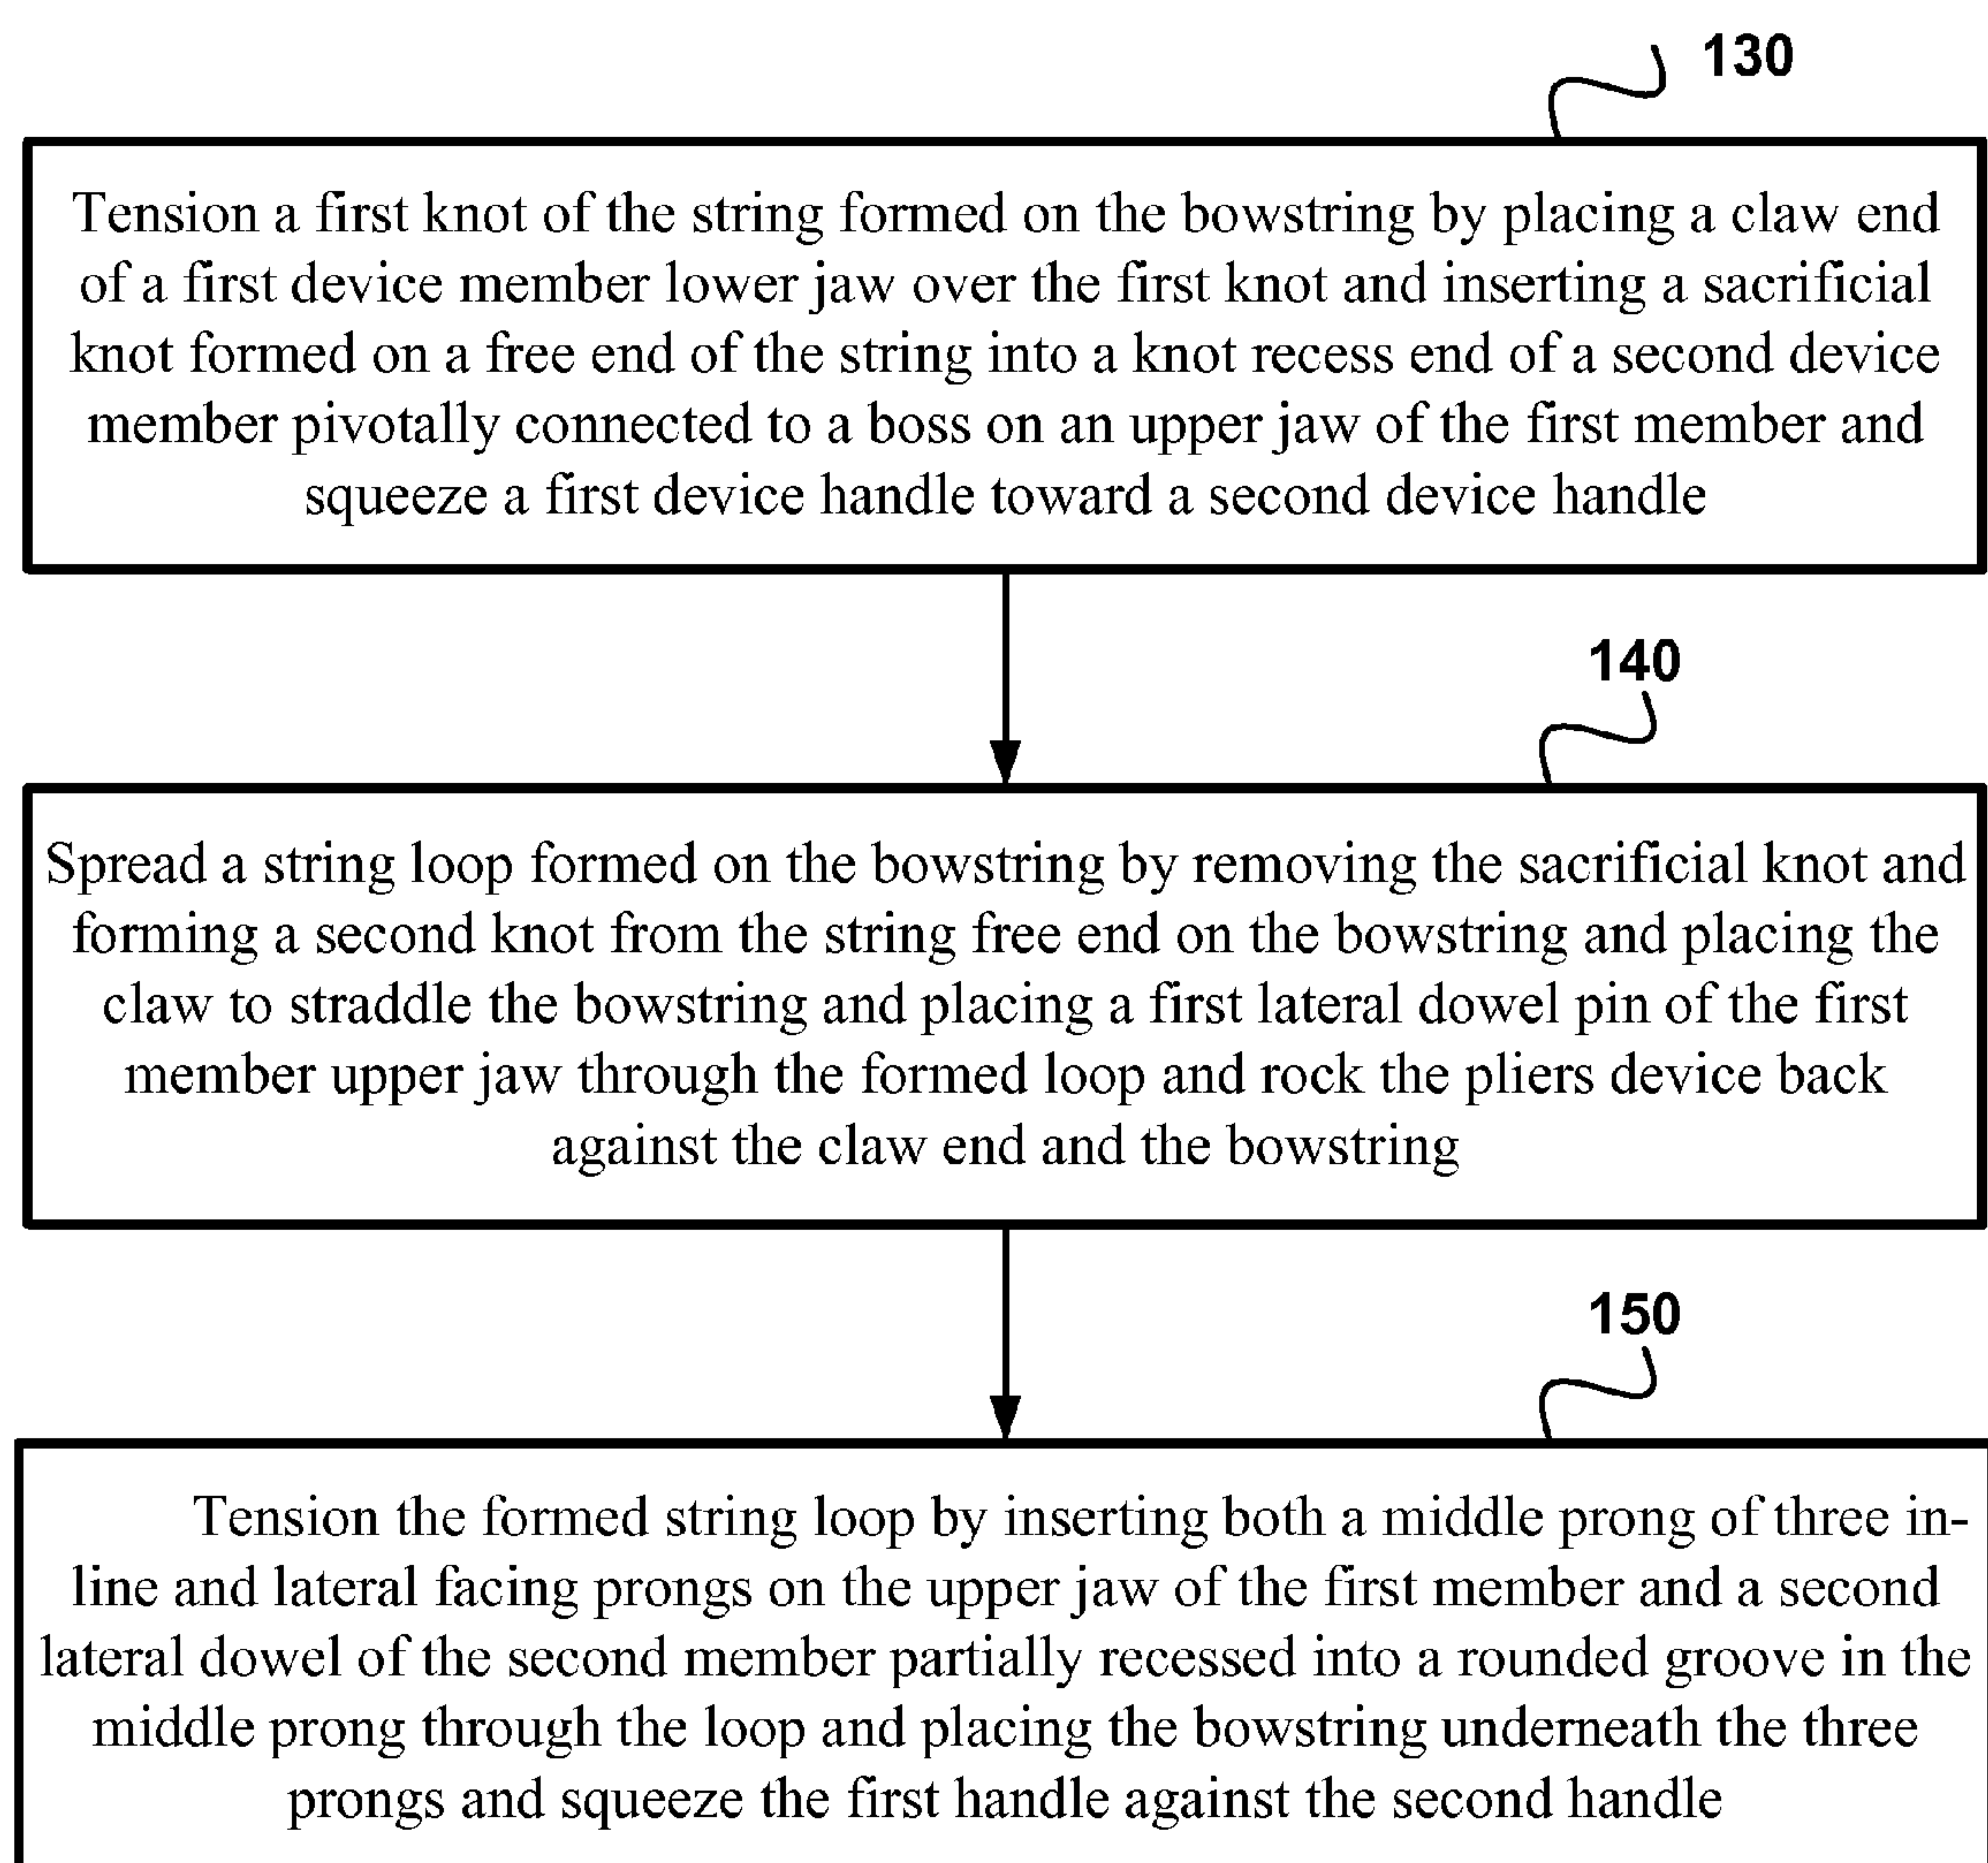 130
Tension a first knot of the string formed on the bowstring by placing a claw end
of a first device member lower jaw over the first knot and inserting a sacrificial
knot formed on a free end of the string into a knot recess end of a second device
member pivotally connected to a boss on an upper jaw of the first member and
squeeze a first device handle toward a second device handle
140
Spread a string loop formed on the bowstring by removing the sacrificial knot and
forming a second knot from the string free end on the bowstring and placing the
claw to straddle the bowstring and placing a first lateral dowel pin of the first
member upper jaw through the formed loop and rock the pliers device back
against the claw end and the bowstring
150
Tension the formed string loop by inserting both a middle prong of three in-
line and lateral facing prongs on the upper jaw of the first member and a second
lateral dowel of the second member partially recessed into a rounded groove in the
middle prong through the loop and placing the bowstring underneath the three
prongs and squeeze the first handle against the second handle